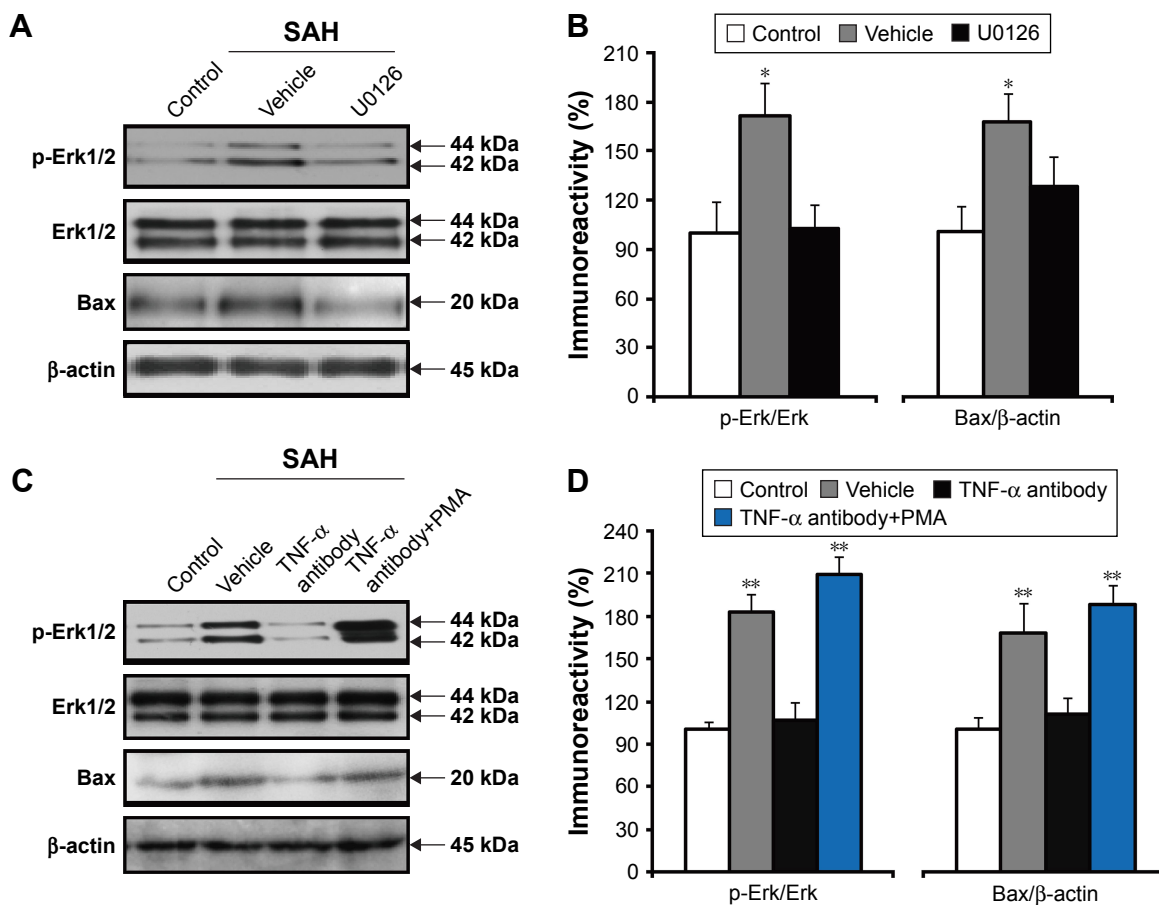 A
SAH
Control
Vehicle
U0126
p-Erk1/2
44 kDa
42 kDa
Erk1/2
44 kDa
42 kDa
Bax
20 kDa
β-actin
45 kDa
B
Control Vehicle U0126
Immunoreactivity (%)
210
180
150
120
90
60
30
0
*
*
p-Erk/Erk
Bax/β-actin
C
SAH
Control
Vehicle
TNF-α
antibody
TNF-α
antibody+PMA
p-Erk1/2
44 kDa
42 kDa
Erk1/2
44 kDa
42 kDa
Bax
20 kDa
β-actin
45 kDa
D
Control Vehicle TNF-α antibody
TNF-α antibody+PMA
Immunoreactivity (%)
240
210
180
150
120
90
60
30
0
**
**
**
**
p-Erk/Erk
Bax/β-actin